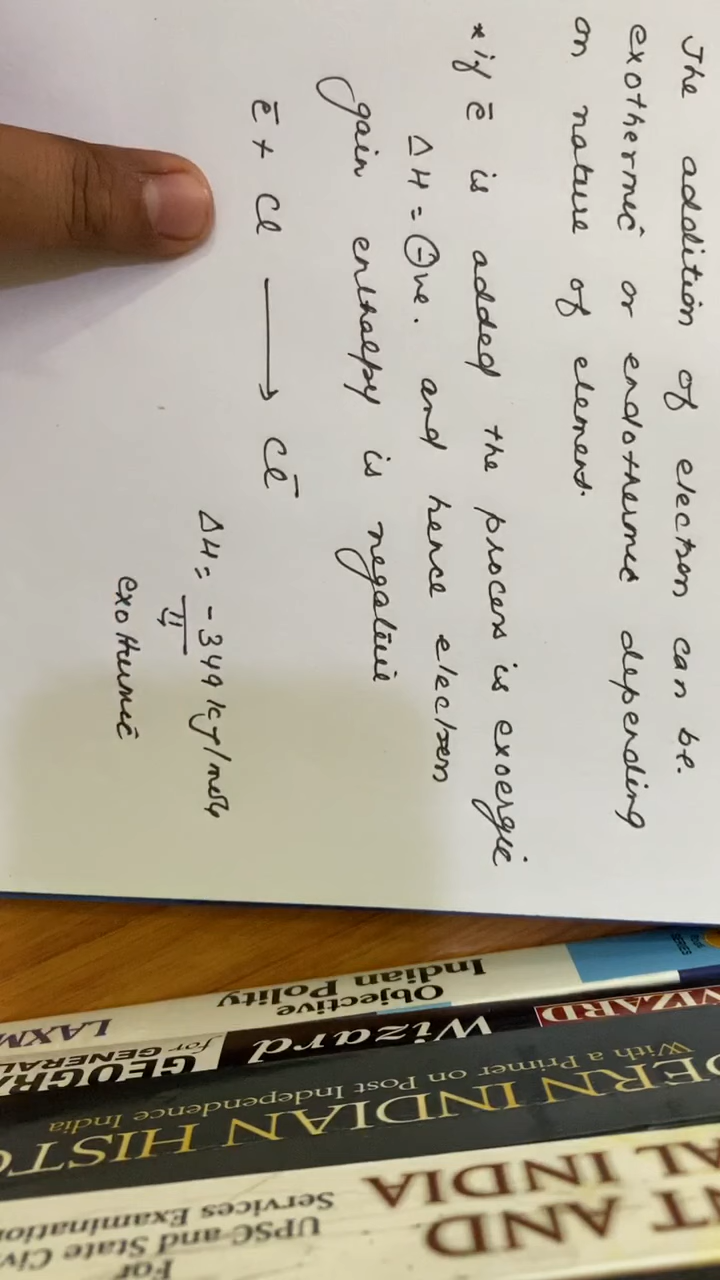 The addition of electron can be.
exothermic or endothermic depending
on nature of element.
* if ē is added the process is exoergic
ΔH = ⊖ve. and hence electron
gain enthalpy is negative
ē + Cl ⟶ Cl⁻
ΔH = -349 kJ/mole
exothermic
Objective
Indian Polity
LAXM
WIZARD
Wizard
for GENERAL
GEOGRA
With a Primer on Post Independence India
DERN INDIAN HISTO
NT AND
AL INDIA
For
UPSC and State Civ
Services Examination
SERIES